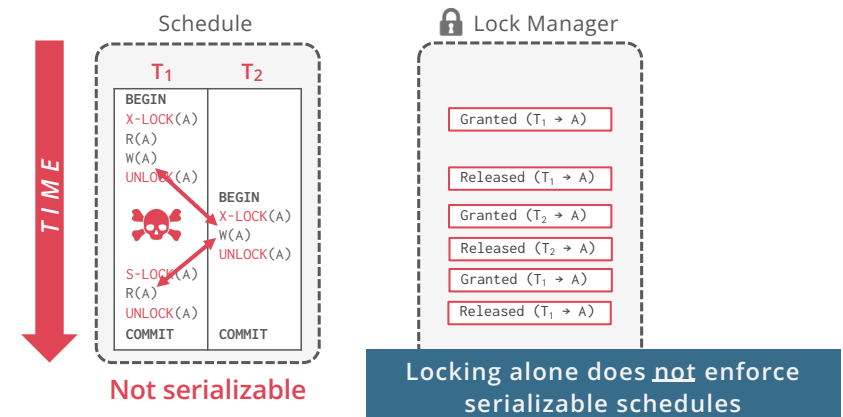 Schedule
Lock Manager
TIME
T₁ T₂
BEGIN
X-LOCK(A)
R(A)
W(A)
UNLOCK(A)
BEGIN
X-LOCK(A)
W(A)
UNLOCK(A)
S-LOCK(A)
R(A)
UNLOCK(A)
COMMIT COMMIT
Granted (T₁ → A)
Released (T₁ → A)
Granted (T₂ → A)
Released (T₂ → A)
Granted (T₁ → A)
Released (T₁ → A)
Not serializable
Locking alone does not enforce
serializable schedules